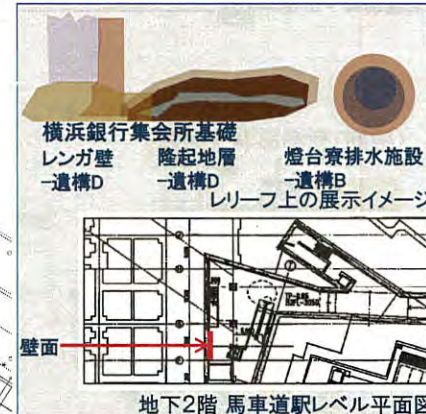 横浜銀行集会所基礎
レンガ壁 隆起地層 燈台寮排水施設
-遺構D -遺構D -遺構B
レリーフ上の展示イメージ
壁面
地下2階 馬車道駅レベル平面図